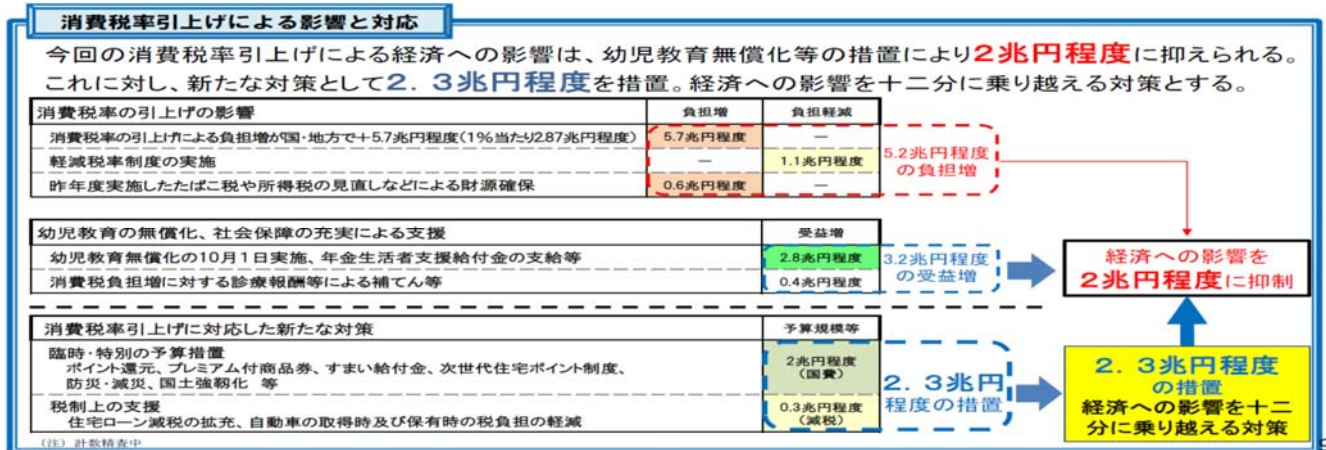 消費税率引上げによる影響と対応
今回の消費税率引上げによる経済への影響は、幼児教育無償化等の措置により2兆円程度に抑えられる。
これに対し、新たな対策として2.3兆円程度を措置。経済への影響を十二分に乗り越える対策とする。
消費税率の引上げの影響 負担増 負担軽減
消費税率の引上げによる負担増が国・地方で+5.7兆円程度(1%当たり2.87兆円程度) 5.7兆円程度 ―
軽減税率制度の実施 ― 1.1兆円程度
昨年度実施したたばこ税や所得税の見直しなどによる財源確保 0.6兆円程度 ―
5.2兆円程度
の負担増
幼児教育の無償化、社会保障の充実による支援 受益増
幼児教育無償化の10月1日実施、年金生活者支援給付金の支給等 2.8兆円程度
消費税負担増に対する診療報酬等による補てん等 0.4兆円程度
3.2兆円程度
の受益増
経済への影響を
2兆円程度に抑制
消費税率引上げに対応した新たな対策 予算規模等
臨時・特別の予算措置
ポイント還元、プレミアム付商品券、すまい給付金、次世代住宅ポイント制度、
防災・減災、国土強靭化 等
2兆円程度
(国費)
税制上の支援
住宅ローン減税の拡充、自動車の取得時及び保有時の税負担の軽減
0.3兆円程度
(減税)
2.3兆円
程度の措置
2.3兆円程度
の措置
経済への影響を十二
分に乗り越える対策
(注) 計数精査中
9